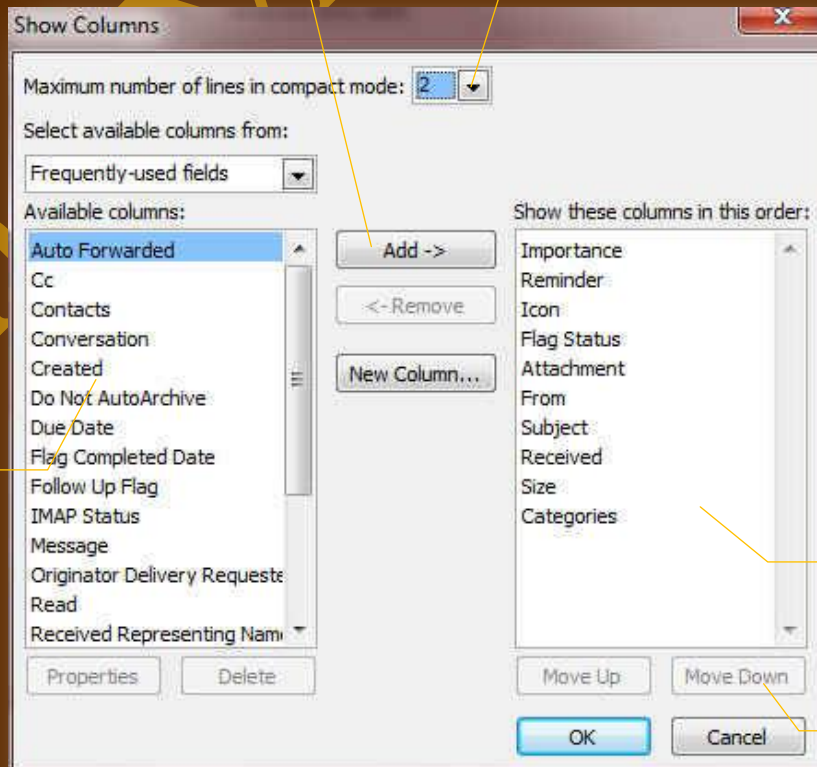 Show Columns
Maximum number of lines in compact mode: 2
Select available columns from:
Frequently-used fields
Available columns:
Auto Forwarded
Cc
Contacts
Conversation
Created
Do Not AutoArchive
Due Date
Flag Completed Date
Follow Up Flag
IMAP Status
Message
Originator Delivery Requeste
Read
Received Representing Nam
Properties
Delete
Add ->
<- Remove
New Column...
Show these columns in this order:
Importance
Reminder
Icon
Flag Status
Attachment
From
Subject
Received
Size
Categories
Move Up
Move Down
OK
Cancel